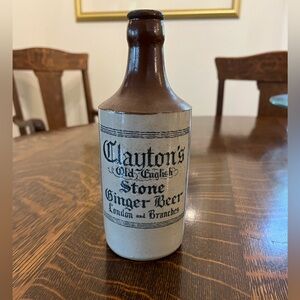 Clayton's
Old English
Stone
Ginger Beer
London and Branches